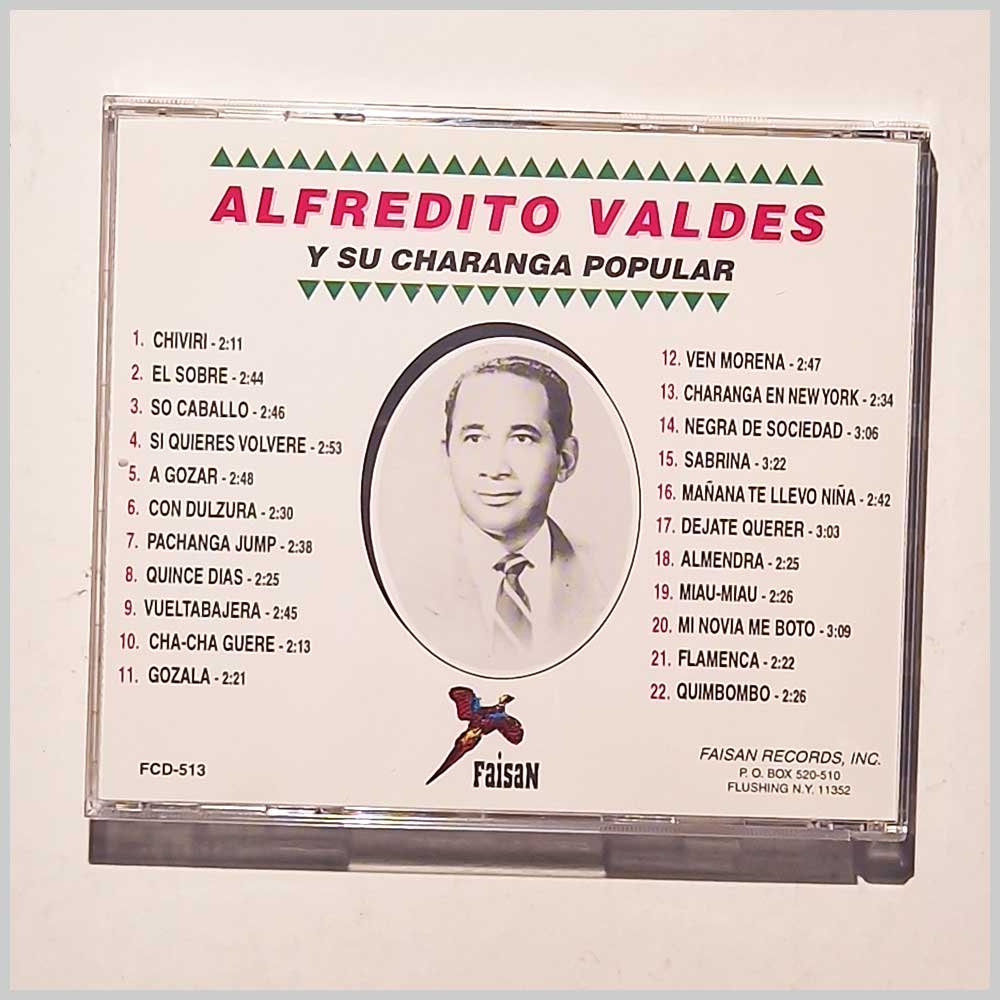 ALFREDITO VALDES
Y SU CHARANGA POPULAR
1. CHIVIRI - 2:11
2. EL SOBRE - 2:44
3. SO CABALLO - 2:46
4. SI QUIERES VOLVERE - 2:53
5. A GOZAR - 2:48
6. CON DULZURA - 2:30
7. PACHANGA JUMP - 2:38
8. QUINCE DIAS - 2:25
9. VUELTABAJERA - 2:45
10. CHA-CHA GUERE - 2:13
11. GOZALA - 2:21
12. VEN MORENA - 2:47
13. CHARANGA EN NEW YORK - 2:34
14. NEGRA DE SOCIEDAD - 3:06
15. SABRINA - 3:22
16. MAÑANA TE LLEVO NIÑA - 2:42
17. DEJATE QUERER - 3:03
18. ALMENDRA - 2:25
19. MIAU-MIAU - 2:26
20. MI NOVIA ME BOTO - 3:09
21. FLAMENCA - 2:22
22. QUIMBOMBO - 2:26
FCD-513
FaisaN
FAISAN RECORDS, INC.
P. O. BOX 520-510
FLUSHING N.Y. 11352